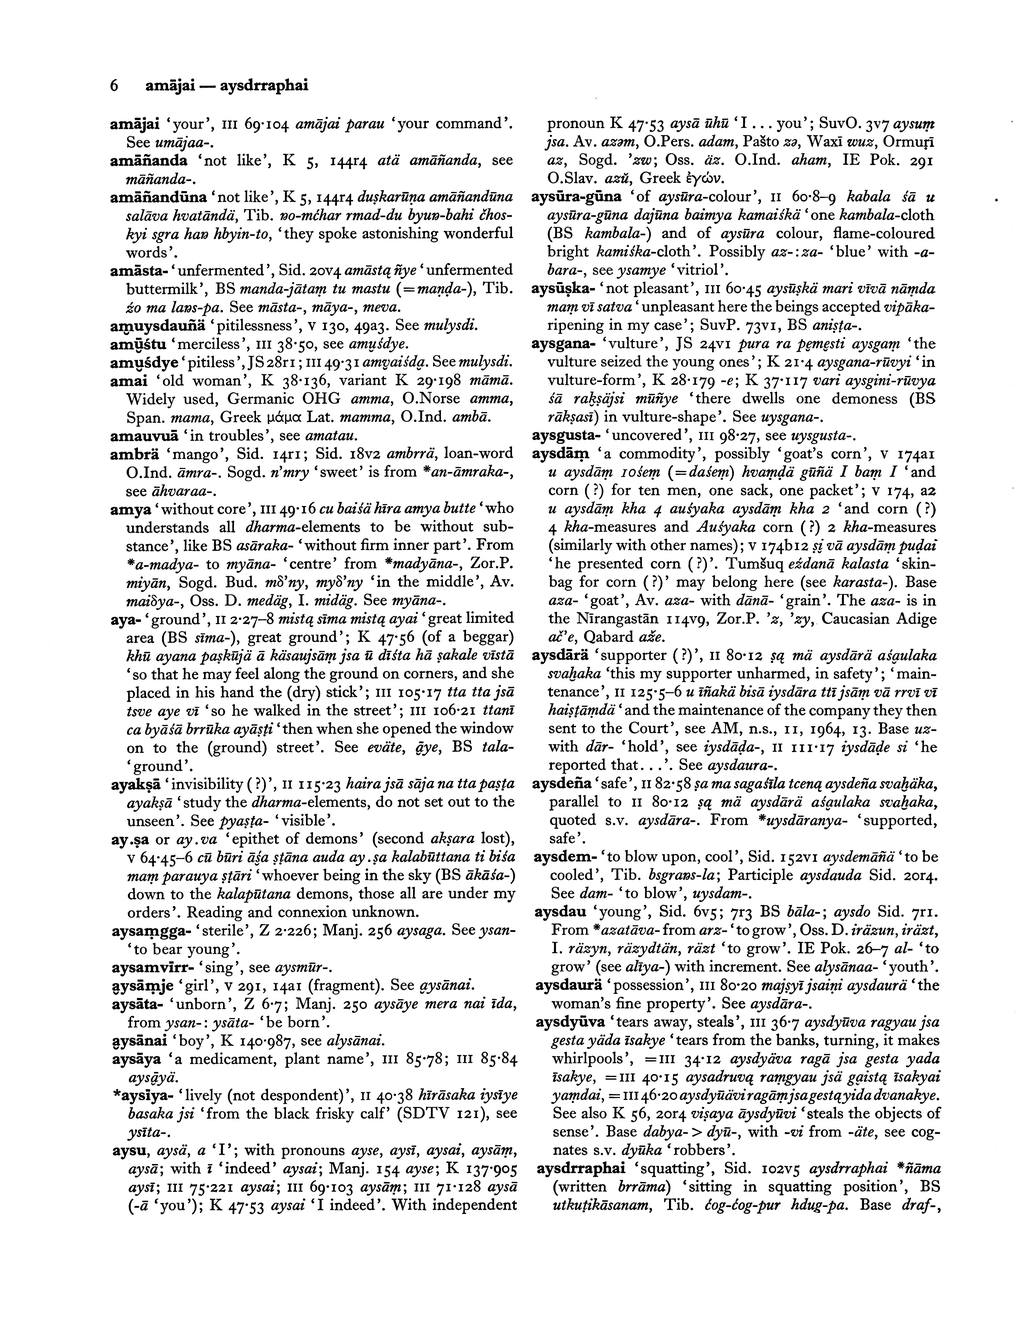 6 amājai — aysdrraphai
amājai ‘your’, III 69·104 amājai parau ‘your command’.
See umājaa-.
amāñanda ‘not like’, K 5, 144r4 atä amāñanda, see
māñanda-.
amāñandūna ‘not like’, K 5, 144r4 duṣkarūṇa amāñandūna
salāva hvatāndä, Tib. ṅo-mćhar rmad-du byuṅ-bahi ćhos-
kyi sgra haṅ hbyin-to, ‘they spoke astonishing wonderful
words’.
amāsta- ‘unfermented’, Sid. 20v4 amāstą ñye ‘unfermented
buttermilk’, BS manda-jātaṃ tu mastu (=maṇḍa-), Tib.
źo ma laṅs-pa. See māsta-, māya-, meva.
amuysdauñä ‘pitilessness’, V 130, 49a3. See mulysdi.
amụ̄śtu ‘merciless’, III 38·50, see amuśdye.
amuśdye ‘pitiless’, JS 28r1; III 49·31 amvaiśdą. See mulysdi.
amai ‘old woman’, K 38·136, variant K 29·198 māmā.
Widely used, Germanic OHG amma, O.Norse amma,
Span. mama, Greek μάμα Lat. mamma, O.Ind. ambā.
amauvuā ‘in troubles’, see amatau.
ambrä ‘mango’, Sid. 14r1; Sid. 18v2 ambrrä, loan-word
O.Ind. āmra-. Sogd. n’mry ‘sweet’ is from *an-āmraka-,
see āhvaraa-.
amya ‘without core’, III 49·16 cu baiśä hīra amya butte ‘who
understands all dharma-elements to be without sub-
stance’, like BS asāraka- ‘without firm inner part’. From
*a-madya- to myāna- ‘centre’ from *madyāna-, Zor.P.
miyān, Sogd. Bud. mδ’ny, myδ’ny ‘in the middle’, Av.
maiδya-, Oss. D. medäg, I. midäg. See myāna-.
aya- ‘ground’, II 2·27–8 mistą sīma mistą ayai ‘great limited
area (BS sīma-), great ground’; K 47·56 (of a beggar)
khū ayana paṣkūjä ā käsaujsāṃ jsa ū dīśta hā ṣakale vīstā
‘so that he may feel along the ground on corners, and she
placed in his hand the (dry) stick’; III 105·17 tta tta jsā
tsve aye vī ‘so he walked in the street’; III 106·21 ttanī
ca byāśā brrūka ayāṣṭi ‘then when she opened the window
on to the (ground) street’. See eväte, ą̄ye, BS tala-
‘ground’.
ayakṣā ‘invisibility (?)’, II 115·23 haira jsā sāja na tta paṣṭa
ayakṣā ‘study the dharma-elements, do not set out to the
unseen’. See pyaṣṭa- ‘visible’.
ay.ṣa or ay.va ‘epithet of demons’ (second akṣara lost),
V 64·45–6 cū būri āśa ṣṭāna auda ay.ṣa kalabūttana ti biśa
maṃ parauya ṣṭāri ‘whoever being in the sky (BS ākāśa-)
down to the kalapūtana demons, those all are under my
orders’. Reading and connexion unknown.
aysaṃgga- ‘sterile’, Z 2·226; Manj. 256 aysaga. See ysan-
‘to bear young’.
aysamvīrr- ‘sing’, see aysmūr-.
ąysāṃje ‘girl’, V 291, 14a1 (fragment). See ąysānai.
aysāta- ‘unborn’, Z 6·7; Manj. 250 aysāye mera nai īda,
from ysan-: ysāta- ‘be born’.
ąysānai ‘boy’, K 140·987, see alysānai.
aysāya ‘a medicament, plant name’, III 85·78; III 85·84
aysą̄yä.
*aysīya- ‘lively (not despondent)’, II 40·38 hīrāsaka iysīye
basaka jsi ‘from the black frisky calf’ (SDTV 121), see
ysīta-.
aysu, aysä, a ‘I’; with pronouns ayse, aysī, aysai, aysāṃ,
aysā; with ī ‘indeed’ aysai; Manj. 154 ayse; K 137·905
aysī; III 75·221 aysai; III 69·103 aysāṃ; III 71·128 aysā
(-ā ‘you’); K 47·53 aysai ‘I indeed’. With independent
pronoun K 47·53 aysā ūhū ‘I . . . you’; SuvO. 3v7 aysuṃ
jsa. Av. azəm, O.Pers. adam, Pašto zə, Waxī wuz, Ormuṛī
az, Sogd. ’zw; Oss. äz. O.Ind. aham, IE Pok. 291
O.Slav. azŭ, Greek ἐγών.
aysūra-gūna ‘of aysūra-colour’, II 60·8–9 kabala śā u
aysūra-gūna dajūna baimya kamaiśkä ‘one kambala-cloth
(BS kambala-) and of aysūra colour, flame-coloured
bright kamiśka-cloth’. Possibly az-: za- ‘blue’ with -a-
bara-, see ysamye ‘vitriol’.
aysūṣka- ‘not pleasant’, III 60·45 aysūṣkä mari vīvā nāṃda
maṃ vī satva ‘unpleasant here the beings accepted vipāka-
ripening in my case’; SuvP. 73v1, BS aniṣṭa-.
aysgana- ‘vulture’, JS 24v1 pura ra pęmęsti aysgaṃ ‘the
vulture seized the young ones’; K 21·4 aysgana-rūvyi ‘in
vulture-form’, K 28·179 -e; K 37·117 vari aysgini-rūvya
śā rakṣäjsi mūñye ‘there dwells one demoness (BS
rākṣasī) in vulture-shape’. See uysgana-.
aysgusta- ‘uncovered’, III 98·27, see uysgusta-.
aysdāṃ ‘a commodity’, possibly ‘goat’s corn’, V 174a1
u aysdāṃ 10śeṃ (=daśeṃ) hvaṃḍä gūñä I baṃ I ‘and
corn (?) for ten men, one sack, one packet’; V 174, a2
u aysdāṃ kha 4 auśyaka aysdāṃ kha 2 ‘and corn (?)
4 kha-measures and Auśyaka corn (?) 2 kha-measures
(similarly with other names); V 174b12 ṣi vā aysdāṃ puḍai
‘he presented corn (?)’. Tumšuq eźdanā kalasta ‘skin-
bag for corn (?)’ may belong here (see karasta-). Base
aza- ‘goat’, Av. aza- with dānā- ‘grain’. The aza- is in
the Nīrangastān 114v9, Zor.P. ’z, ’zy, Caucasian Adige
ač’e, Qabard aže.
aysdārä ‘supporter (?)’, II 80·12 ṣą mä aysdārä aśąulaka
svaḥaka ‘this my supporter unharmed, in safety’; ‘main-
tenance’, II 125·5–6 u īñakä bisā iysdāra ttī jsāṃ vā rrvī vī
haiṣṭāṃdä ‘and the maintenance of the company they then
sent to the Court’, see AM, n.s., 11, 1964, 13. Base uz-
with dār- ‘hold’, see iysdāḍa-, II 111·17 iysdāḍe si ‘he
reported that . . .’. See aysdaura-.
aysdeña ‘safe’, II 82·58 ṣa ma sagaśīla tceną aysdeña svaḥāka,
parallel to II 80·12 ṣą mä aysdārä aśąulaka svaḥaka,
quoted s.v. aysdāra-. From *uysdāranya- ‘supported,
safe’.
aysdem- ‘to blow upon, cool’, Sid. 152v1 aysdemāñä ‘to be
cooled’, Tib. bsgraṅs-la; Participle aysdauda Sid. 20r4.
See dam- ‘to blow’, uysdam-.
aysdau ‘young’, Sid. 6v5; 7r3 BS bāla-; aysdo Sid. 7r1.
From *azatāva- from arz- ‘to grow’, Oss. D. iräzun, iräzt,
I. räzyn, räzydtän, räzt ‘to grow’. IE Pok. 26–7 al- ‘to
grow’ (see alīya-) with increment. See alysānaa- ‘youth’.
aysdaurä ‘possession’, III 80·20 maJṣyī jsaiṇi aysdaurä ‘the
woman’s fine property’. See aysdāra-.
aysdyūva ‘tears away, steals’, III 36·7 aysdyūva ragyau jsa
gesta yäda īsakye ‘tears from the banks, turning, it makes
whirlpools’, =III 34·12 aysdyäva ragā jsa gesta yada
īsakye, =III 40·15 aysadruvą raṃgyau jsä gąistą īsakyai
yaṃdai, =III 46·20 aysdyūävi ragāṃ jsa gestą yida dvanakye.
See also K 56, 20r4 viṣaya āysdyūvi ‘steals the objects of
sense’. Base dabya- > dyū-, with -vi from -äte, see cog-
nates s.v. dyūka ‘robbers’.
aysdrraphai ‘squatting’, Sid. 102v5 aysdrraphai *ñāma
(written brrāma) ‘sitting in squatting position’, BS
utkuṭikāsanam, Tib. ćog-ćog-pur hdug-pa. Base draf-,